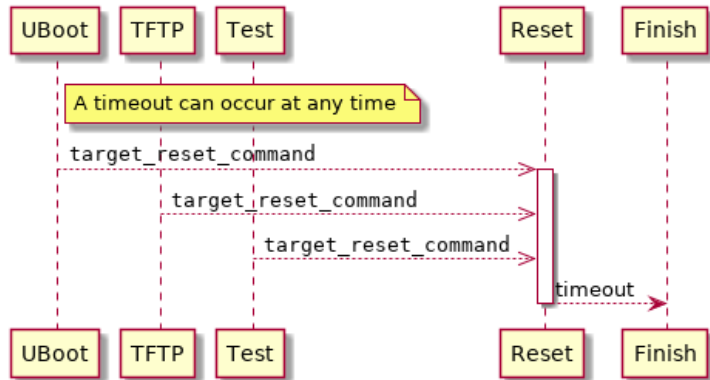 UBoot TFTP Test Reset Finish
A timeout can occur at any time
target_reset_command
target_reset_command
target_reset_command
timeout
UBoot TFTP Test Reset Finish